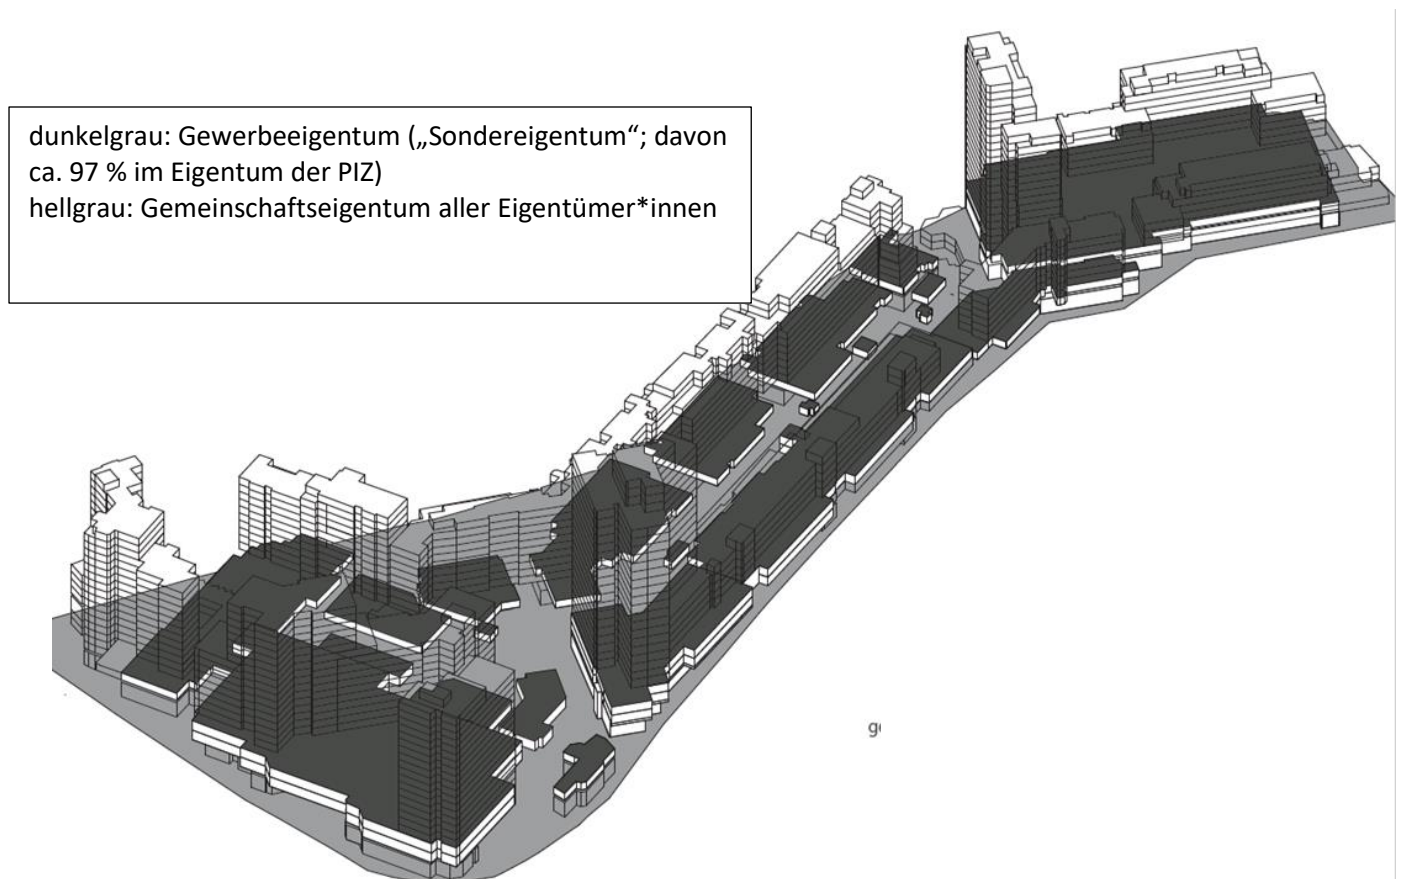 dunkelgrau: Gewerbeeigentum („Sondereigentum“; davon
ca. 97 % im Eigentum der PIZ)
hellgrau: Gemeinschaftseigentum aller Eigentümer*innen